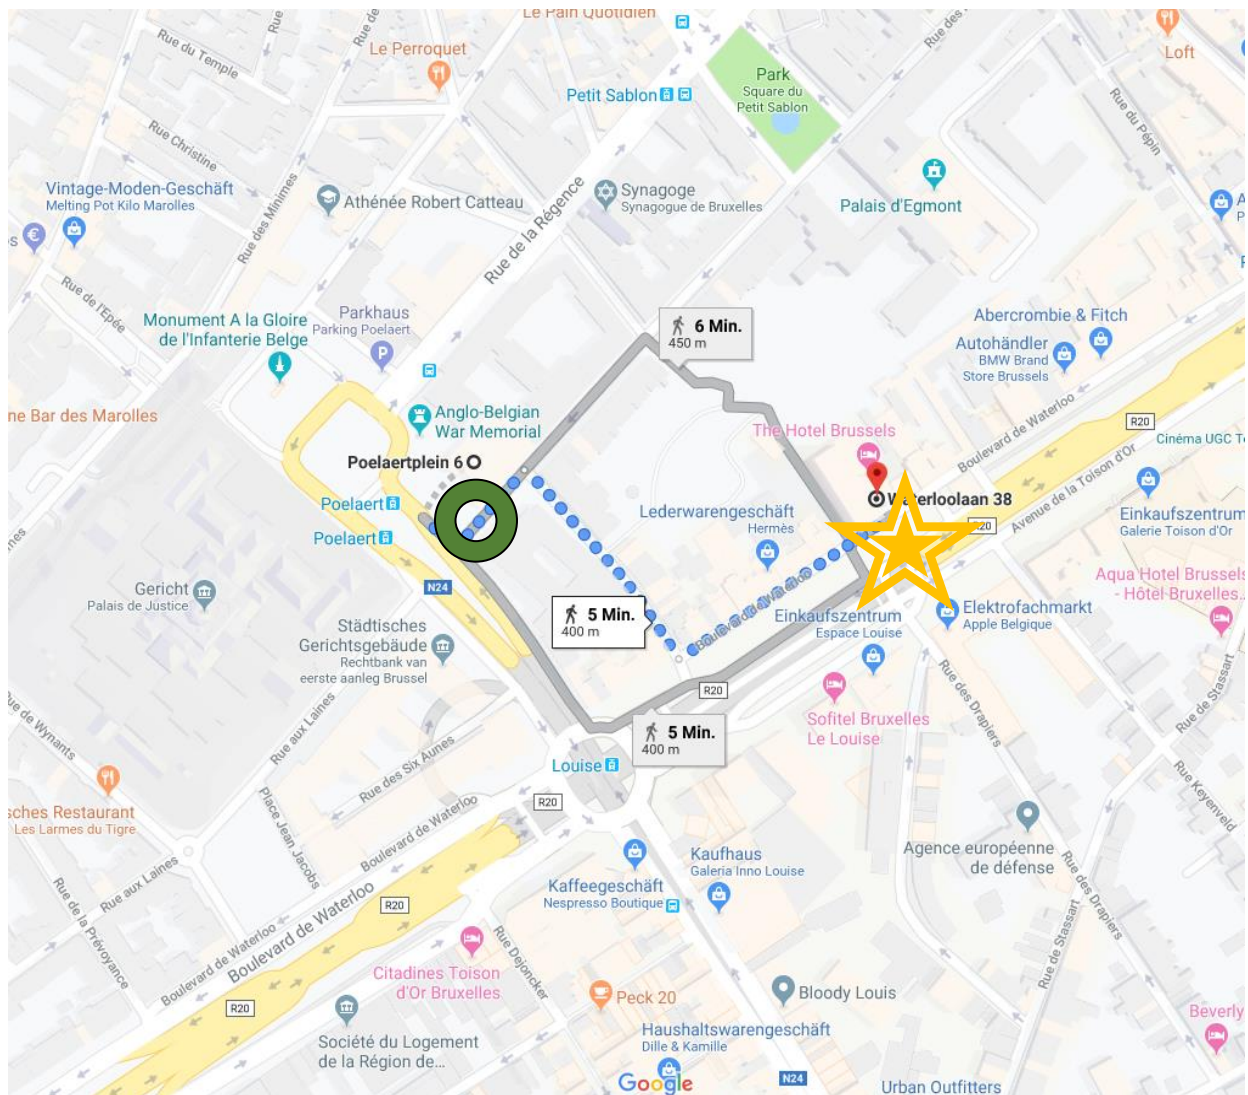 Le Pain Quotidien
Rue des
Loft
Rue du Temple
Rue
Rue de
Le Perroquet
Petit Sablon
Park
Square du
Petit Sablon
Rue du Pépin
Rue Christine
Vintage-Moden-Geschäft
Melting Pot Kilo Marolles
Athénée Robert Catteau
Synagoge
Synagogue de Bruxelles
Palais d'Egmont
Rue des Minimes
Rue de la Régence
Rue de l'Epée
Monument A la Gloire
de l'Infanterie Belge
Parkhaus
Parking Poelaert
P
6 Min.
450 m
Abercrombie & Fitch
Autohändler
BMW Brand
Store Brussels
ne Bar des Marolles
Anglo-Belgian
War Memorial
The Hotel Brussels
Boulevard de Waterloo
R20
Cinéma UGC To
Poelaertplein 6
Waterloolaan 38
Avenue de la Toison d'Or
R20
Poelaert
Poelaert
Lederwarengeschäft
Hermès
Einkaufszentrum
Galerie Toison d'Or
N24
Gericht
Palais de Justice
Aqua Hotel Brussels
- Hôtel Bruxelles...
5 Min.
400 m
Boulevard de Waterloo
Einkaufszentrum
Espace Louise
Elektrofachmarkt
Apple Belgique
Städtisches
Gerichtsgebäude
Rechtbank van
eerste aanleg Brussel
R20
Sofitel Bruxelles
Le Louise
Rue des Drapiers
Rue de Stassart
5 Min.
400 m
Rue de Wynants
Rue aux Laines
Rue des Six Aunes
Louise
Rue Keyenveld
R20
sches Restaurant
Les Larmes du Tigre
Place Jean Jacobs
Boulevard de Waterloo
Agence européenne
de défense
Kaufhaus
Galeria Inno Louise
Rue aux Laines
Rue de la Prévoyance
Boulevard de Waterloo
R20
Kaffeegeschäft
Nespresso Boutique
Rue des Drapiers
Rue de Stassart
Boulevard de Waterloo
Rue Dejoncker
Citadines Toison
d'Or Bruxelles
R20
Peck 20
Bloody Louis
Beverly
Société du Logement
de la Région de...
Haushaltswarengeschäft
Dille & Kamille
Google
N24
Urban Outfitters